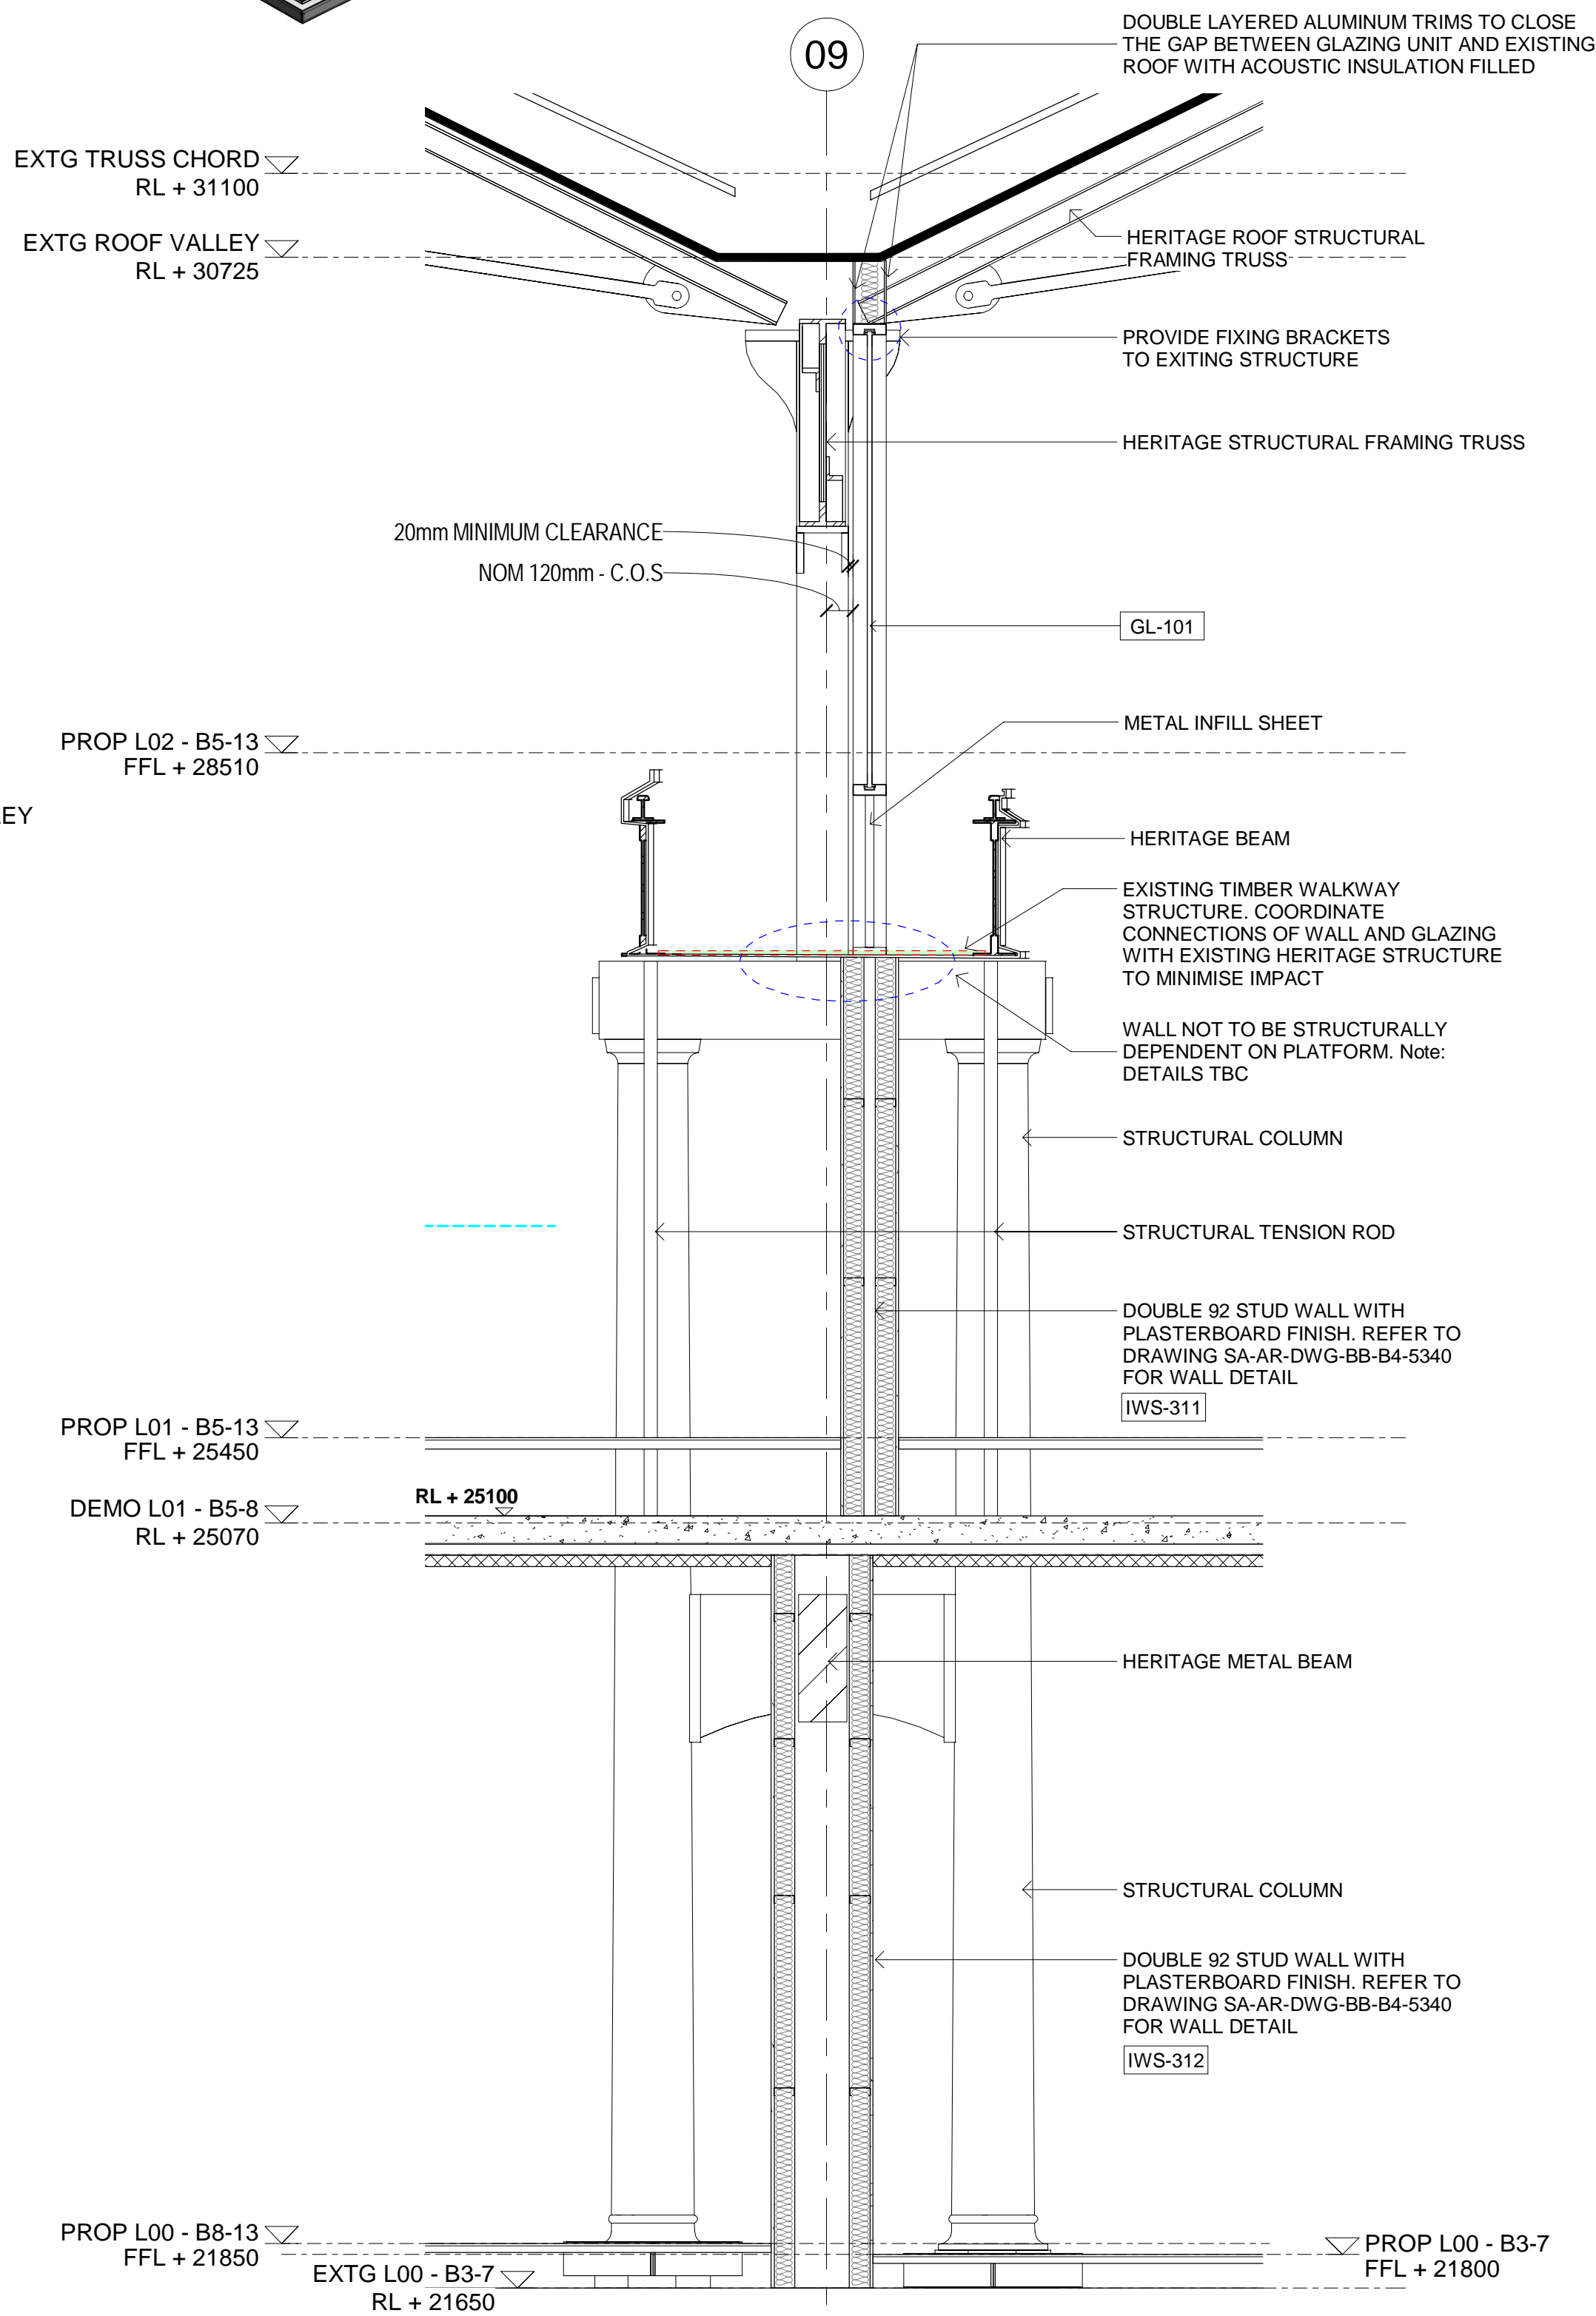 09
DOUBLE LAYERED ALUMINUM TRIMS TO CLOSE
THE GAP BETWEEN GLAZING UNIT AND EXISTING
ROOF WITH ACOUSTIC INSULATION FILLED
EXTG TRUSS CHORD
RL + 31100
EXTG ROOF VALLEY
RL + 30725
HERITAGE ROOF STRUCTURAL
FRAMING TRUSS
PROVIDE FIXING BRACKETS
TO EXITING STRUCTURE
HERITAGE STRUCTURAL FRAMING TRUSS
20mm MINIMUM CLEARANCE
NOM 120mm - C.O.S
GL-101
METAL INFILL SHEET
PROP L02 - B5-13
FFL + 28510
EY
HERITAGE BEAM
EXISTING TIMBER WALKWAY
STRUCTURE. COORDINATE
CONNECTIONS OF WALL AND GLAZING
WITH EXISTING HERITAGE STRUCTURE
TO MINIMISE IMPACT
WALL NOT TO BE STRUCTURALLY
DEPENDENT ON PLATFORM. Note:
DETAILS TBC
STRUCTURAL COLUMN
STRUCTURAL TENSION ROD
DOUBLE 92 STUD WALL WITH
PLASTERBOARD FINISH. REFER TO
DRAWING SA-AR-DWG-BB-B4-5340
FOR WALL DETAIL
IWS-311
PROP L01 - B5-13
FFL + 25450
RL + 25100
DEMO L01 - B5-8
RL + 25070
HERITAGE METAL BEAM
STRUCTURAL COLUMN
DOUBLE 92 STUD WALL WITH
PLASTERBOARD FINISH. REFER TO
DRAWING SA-AR-DWG-BB-B4-5340
FOR WALL DETAIL
IWS-312
PROP L00 - B8-13
FFL + 21850
EXTG L00 - B3-7
RL + 21650
PROP L00 - B3-7
FFL + 21800